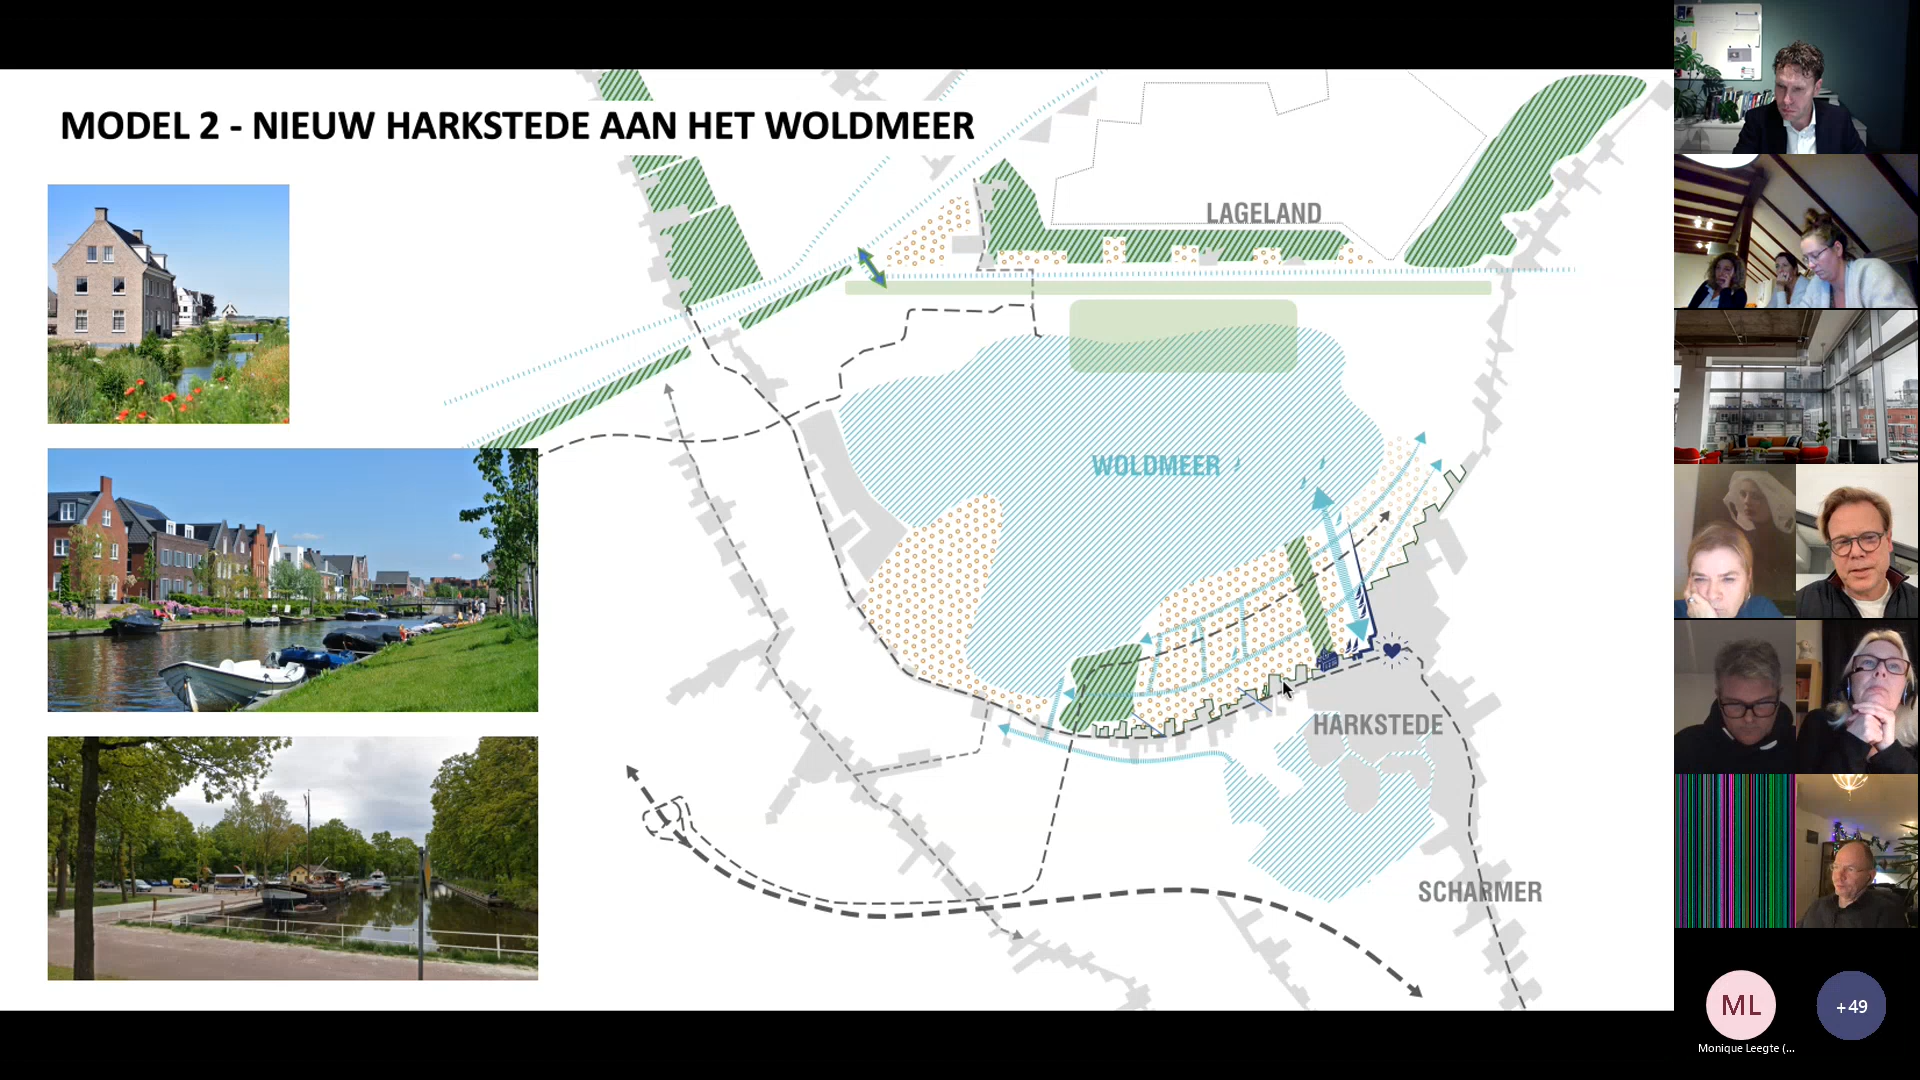 MODEL 2 - NIEUW HARKSTEDE AAN HET WOLDMEER
LAGELAND
WOLDMEER
HARKSTEDE
SCHARMER
ML
+49
Monique Leegte (...